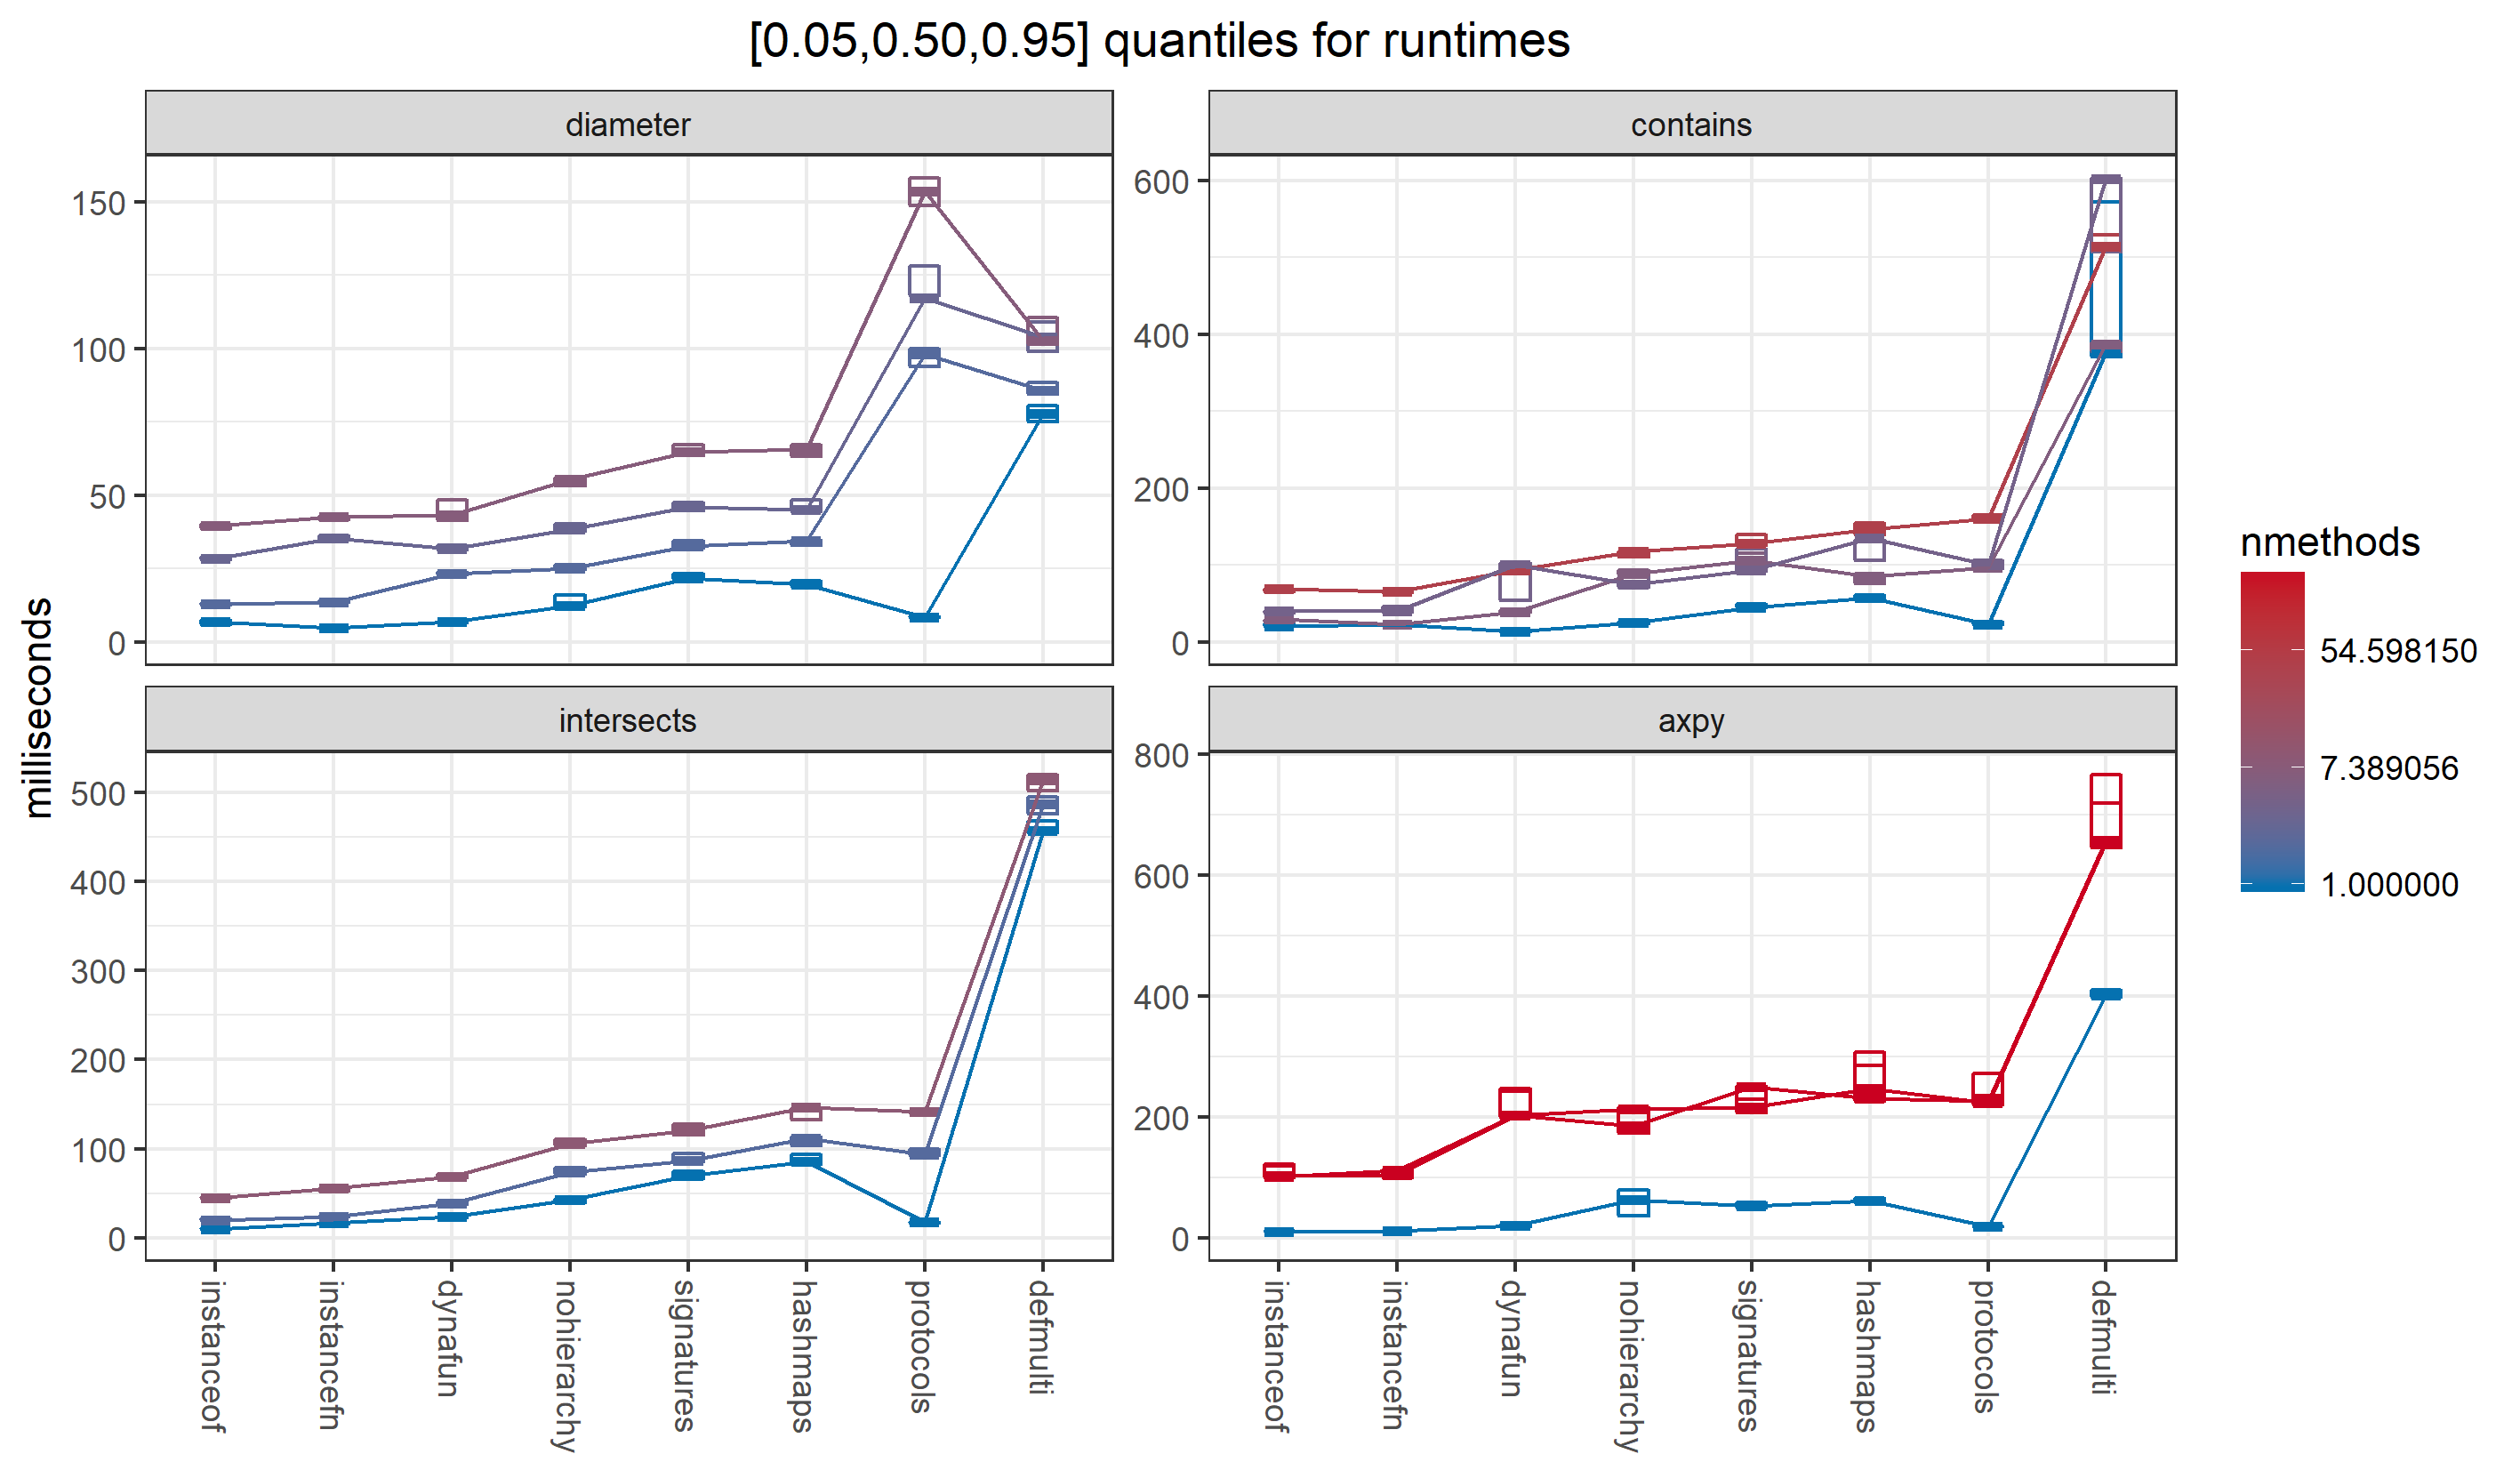 [0.05,0.50,0.95] quantiles for runtimes
milliseconds
diameter
150
100
50
0
contains
600
400
200
0
intersects
500
400
300
200
100
0
instanceof
instancefn
dynafun
nohierarchy
signatures
hashmaps
protocols
defmulti
axpy
800
600
400
200
0
instanceof
instancefn
dynafun
nohierarchy
signatures
hashmaps
protocols
defmulti
nmethods
54.598150
7.389056
1.000000